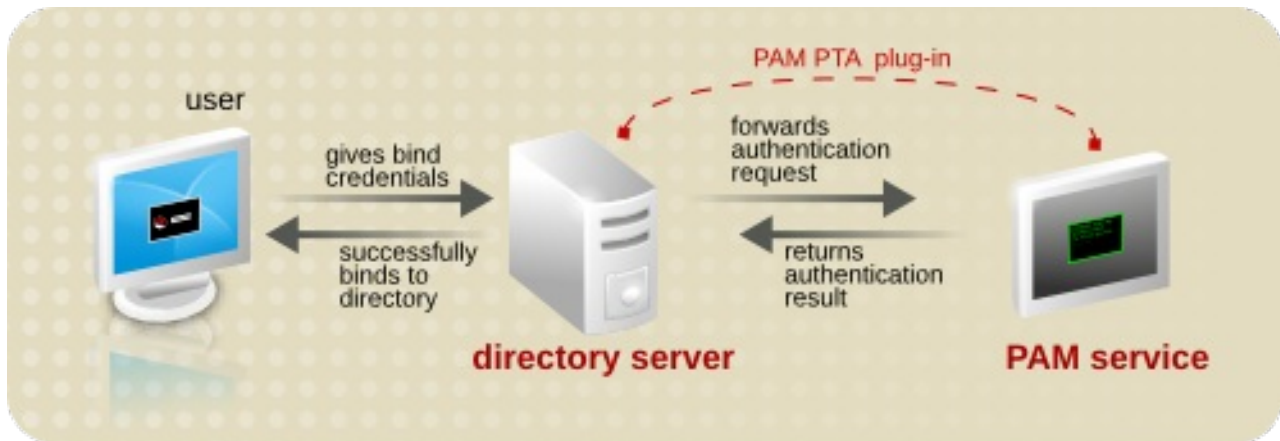 PAM PTA plug-in
user
gives bind
credentials
forwards
authentication
request
successfully
binds to
directory
returns
authentication
result
directory server
PAM service